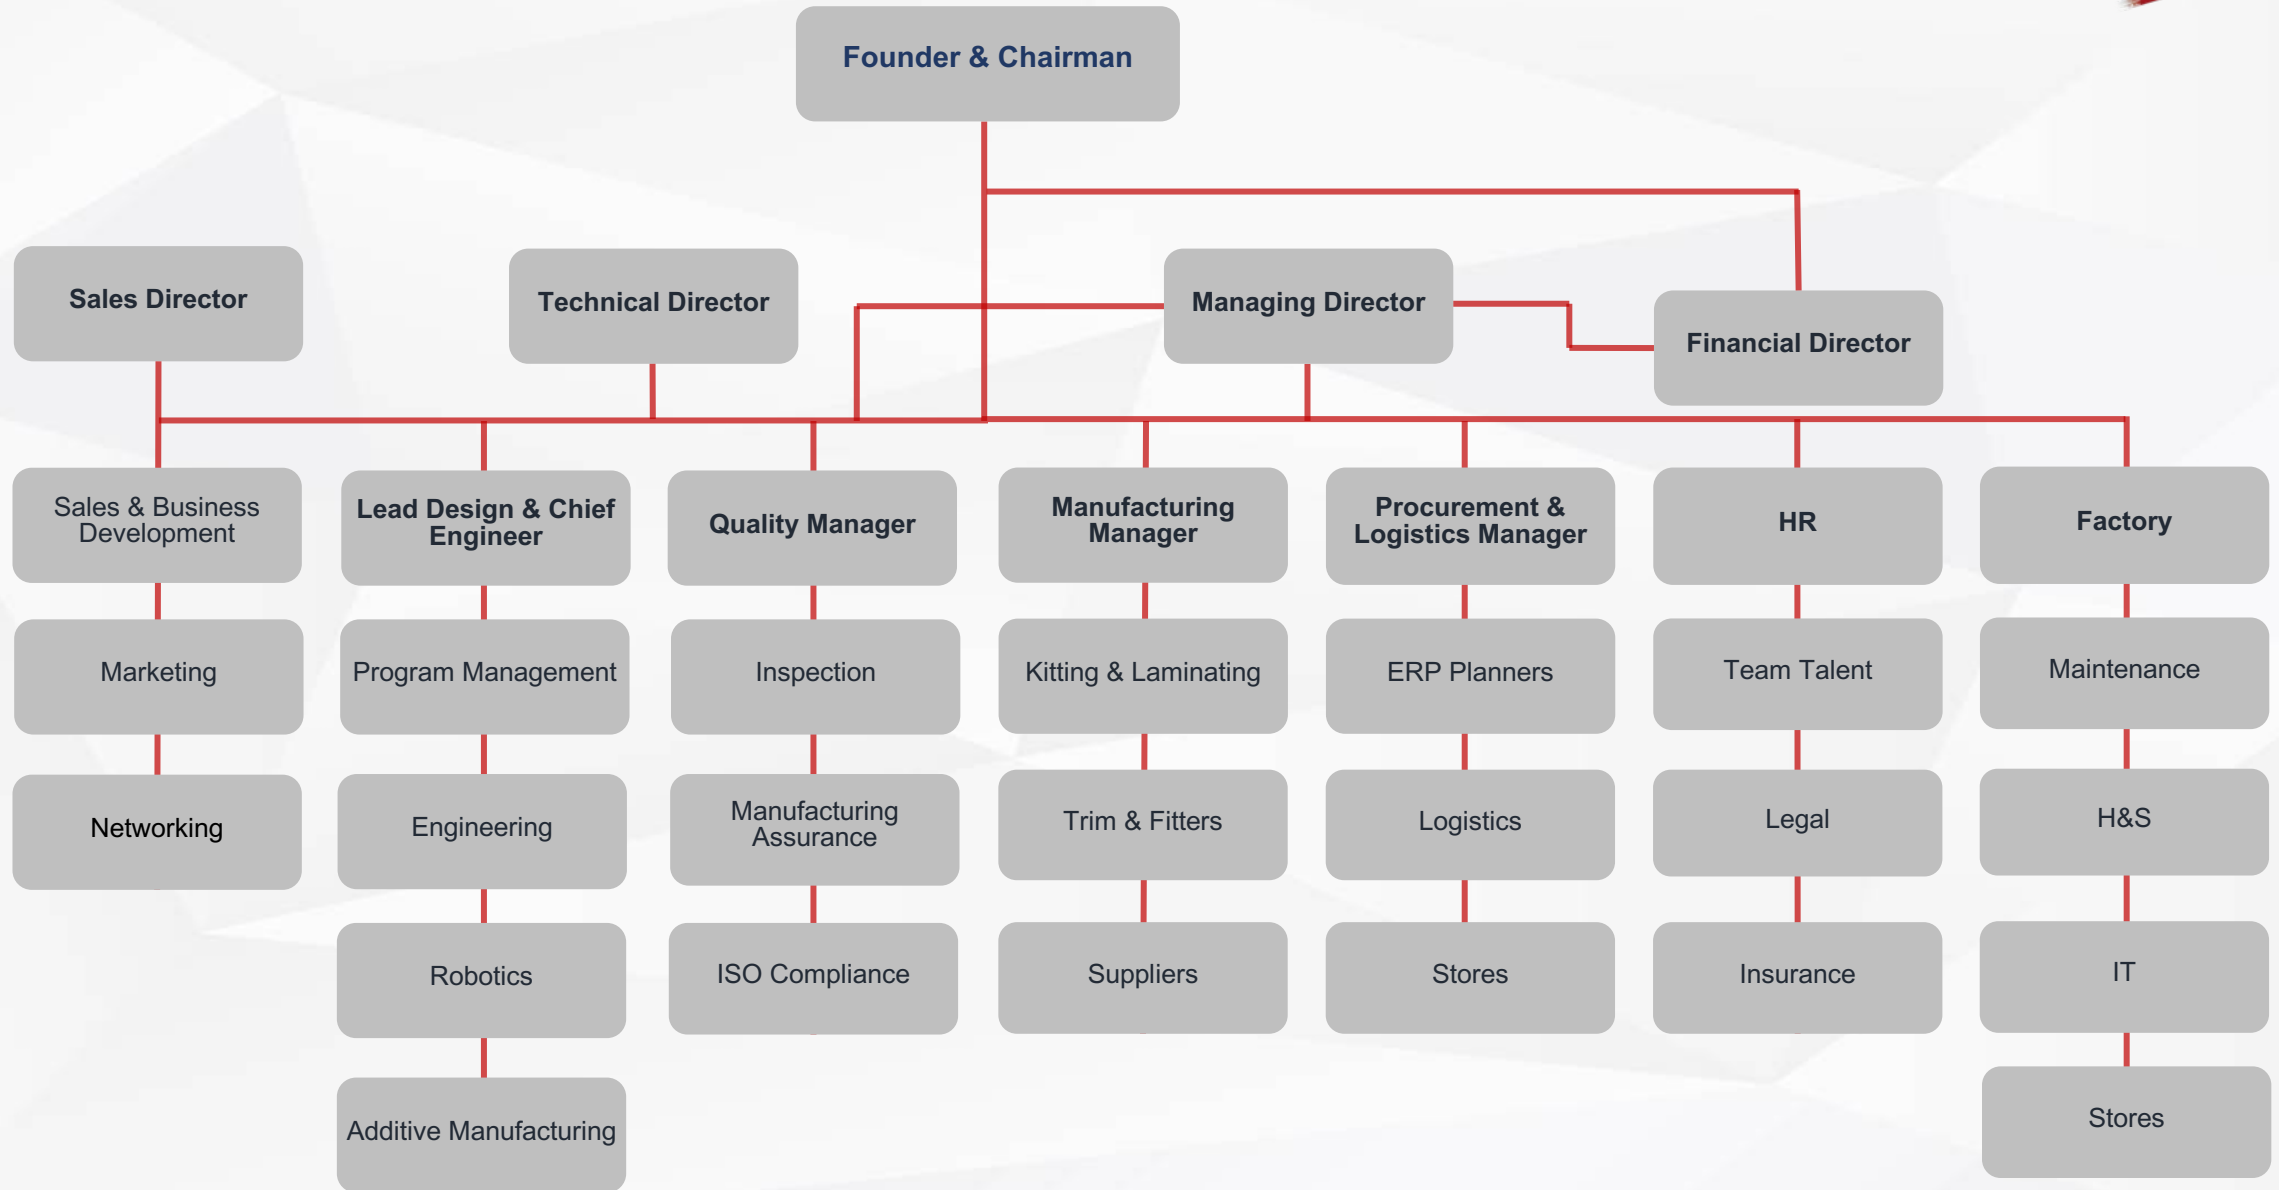 Founder & Chairman
Sales Director
Technical Director
Managing Director
Financial Director
Sales & Business
Development
Lead Design & Chief
Engineer
Quality Manager
Manufacturing
Manager
Procurement &
Logistics Manager
HR
Factory
Marketing
Program Management
Inspection
Kitting & Laminating
ERP Planners
Team Talent
Maintenance
Networking
Engineering
Manufacturing
Assurance
Trim & Fitters
Logistics
Legal
H&S
Robotics
ISO Compliance
Suppliers
Stores
Insurance
IT
Additive Manufacturing
Stores